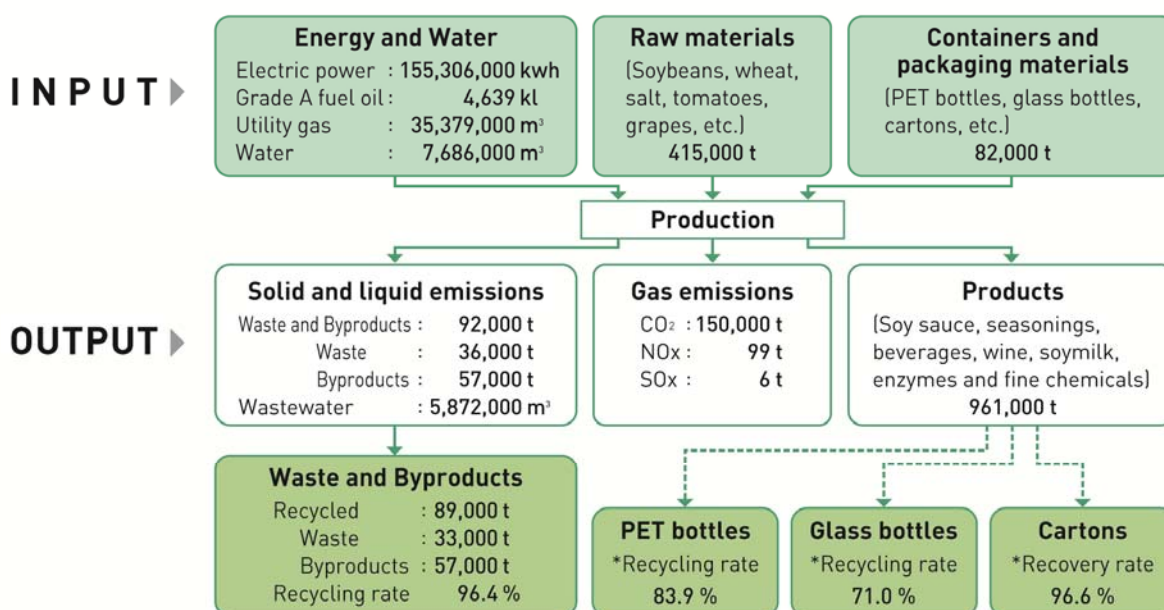 INPUT
Energy and Water
Electric power : 155,306,000 kwh
Grade A fuel oil : 4,639 kl
Utility gas : 35,379,000 m³
Water : 7,686,000 m³
Raw materials
(Soybeans, wheat,
salt, tomatoes,
grapes, etc.)
415,000 t
Containers and
packaging materials
(PET bottles, glass bottles,
cartons, etc.)
82,000 t
Production
OUTPUT
Solid and liquid emissions
Waste and Byproducts : 92,000 t
Waste : 36,000 t
Byproducts : 57,000 t
Wastewater : 5,872,000 m³
Gas emissions
CO₂ : 150,000 t
NOx : 99 t
SOx : 6 t
Products
(Soy sauce, seasonings,
beverages, wine, soymilk,
enzymes and fine chemicals)
961,000 t
Waste and Byproducts
Recycled : 89,000 t
Waste : 33,000 t
Byproducts : 57,000 t
Recycling rate 96.4 %
PET bottles
*Recycling rate
83.9 %
Glass bottles
*Recycling rate
71.0 %
Cartons
*Recovery rate
96.6 %